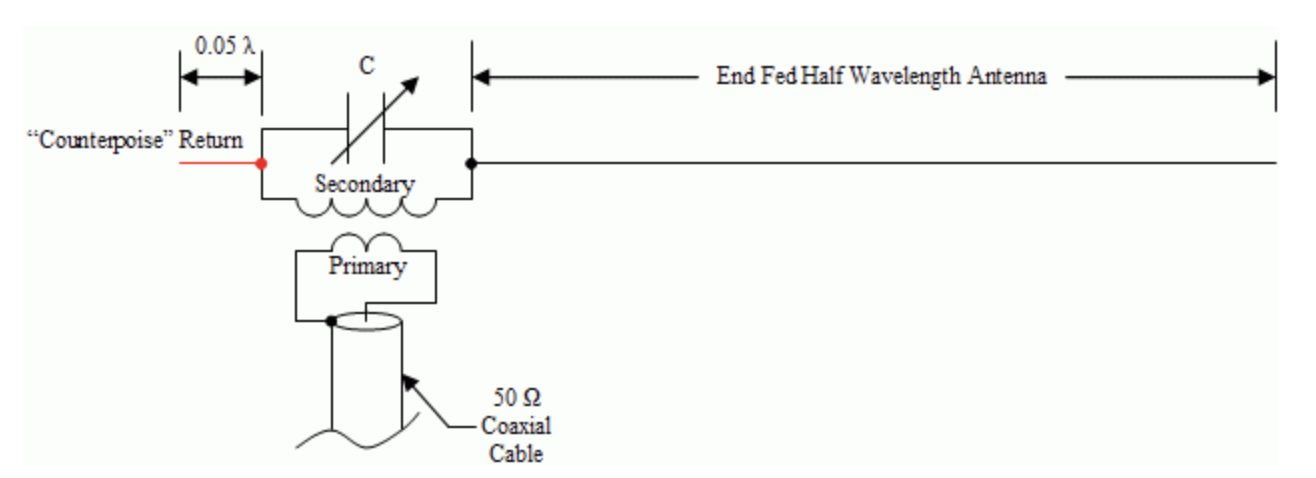 0.05 λ
C
End Fed Half Wavelength Antenna
“Counterpoise” Return
Secondary
Primary
50 Ω
Coaxial
Cable